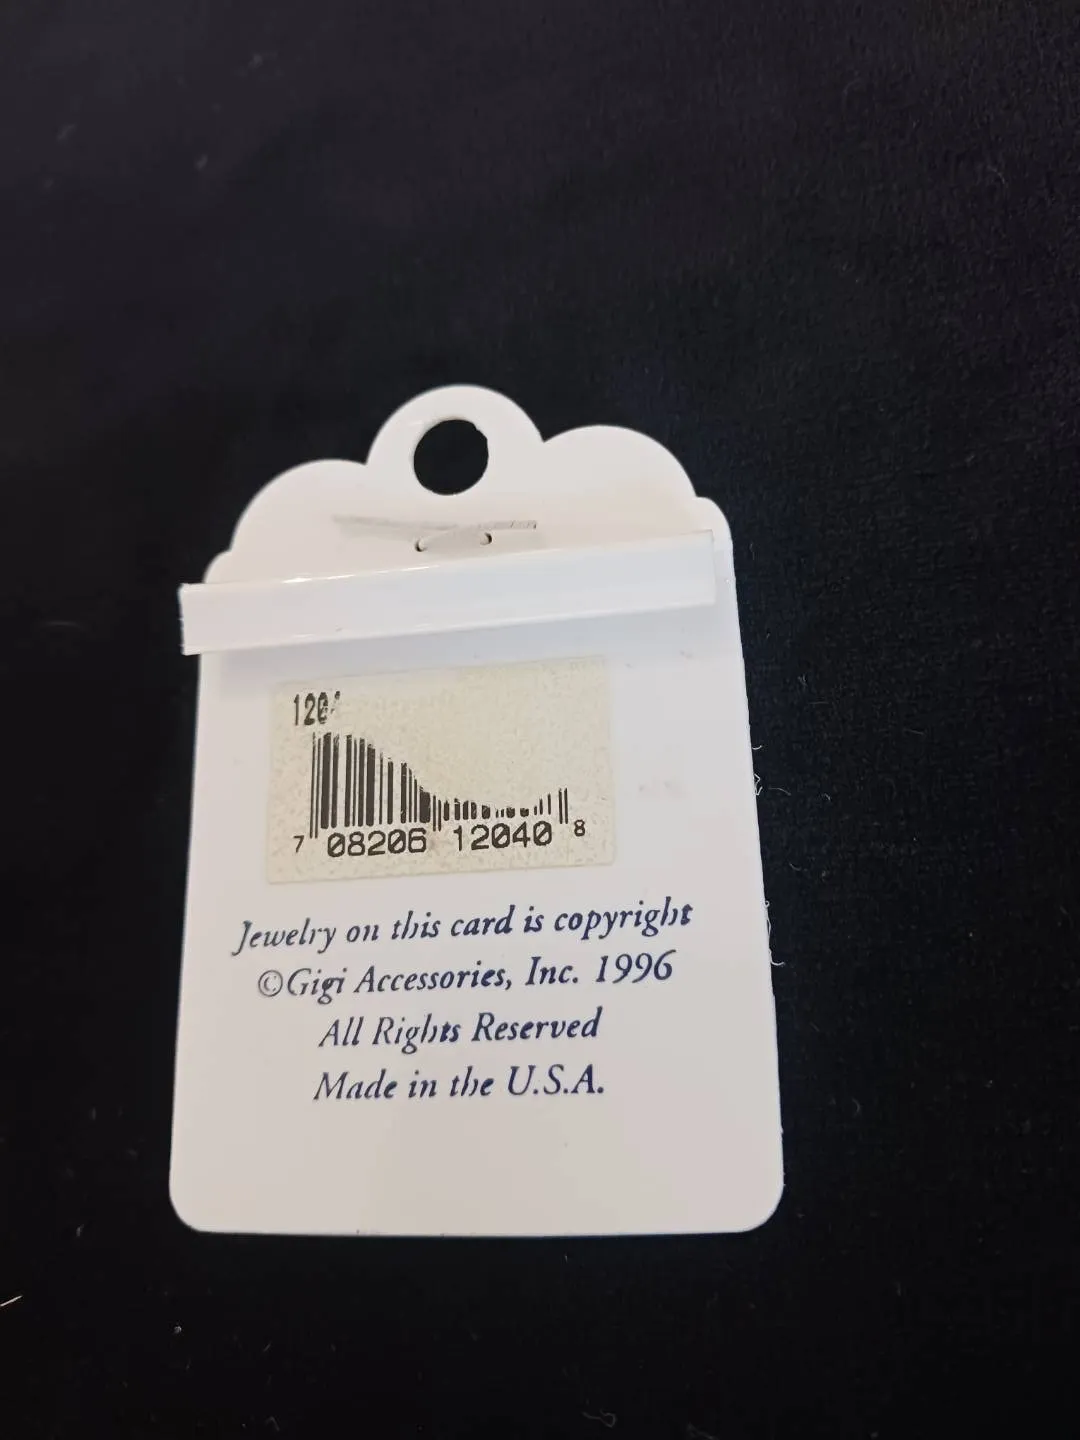 120
7 08206 12040 8
Jewelry on this card is copyright
©Gigi Accessories, Inc. 1996
All Rights Reserved
Made in the U.S.A.